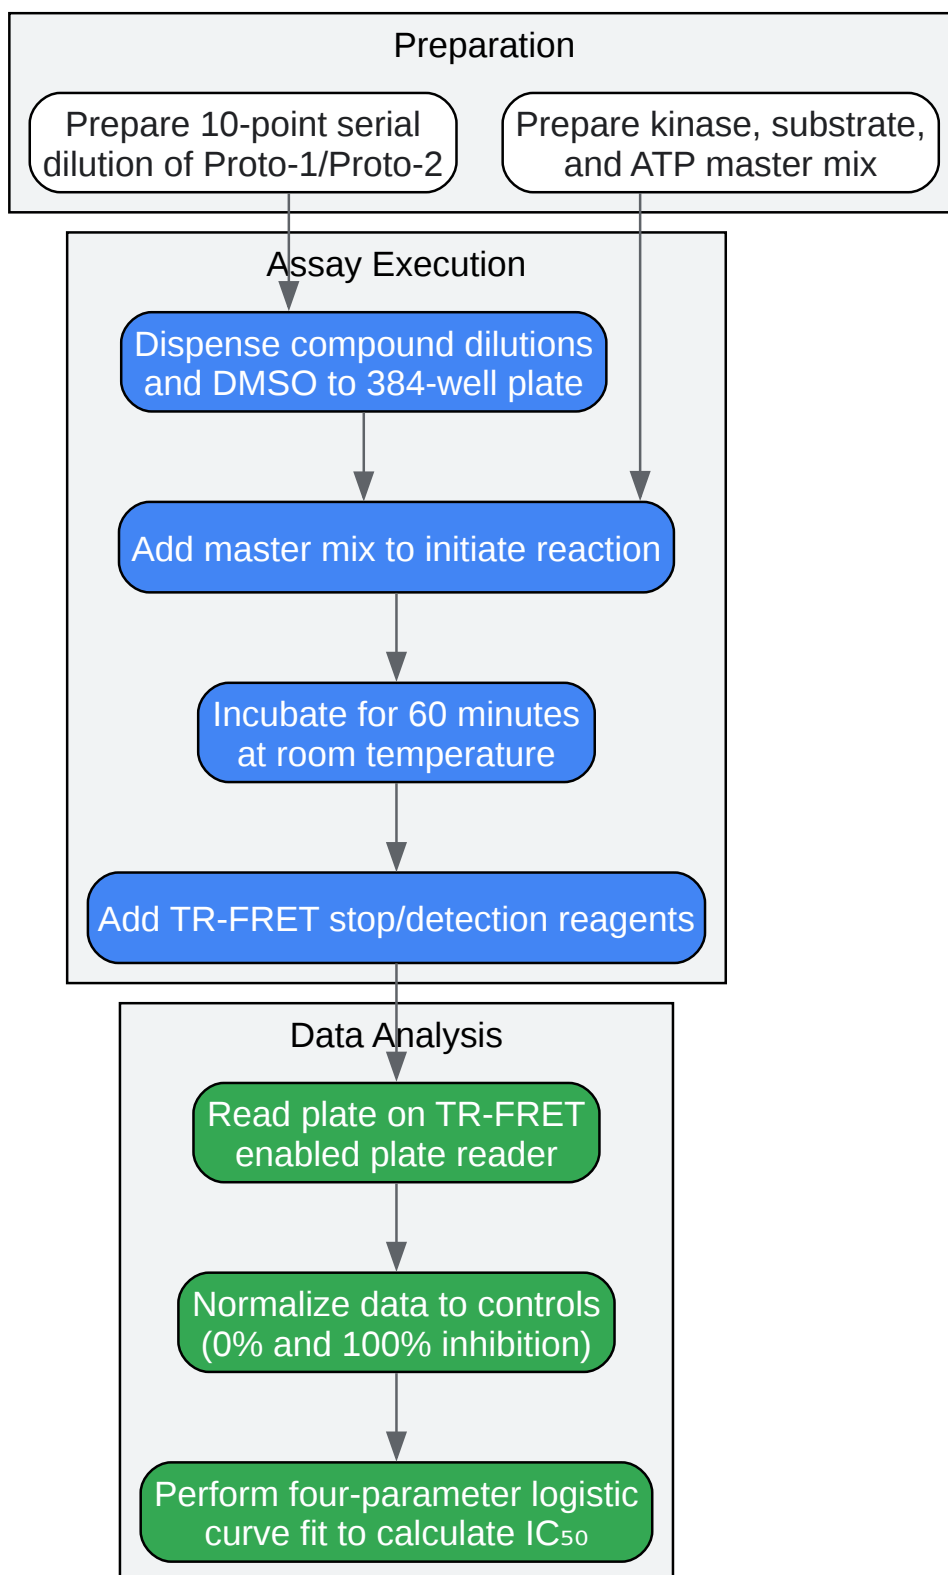 Preparation
Prepare 10-point serial
dilution of Proto-1/Proto-2
Prepare kinase, substrate,
and ATP master mix
Assay Execution
Dispense compound dilutions
and DMSO to 384-well plate
Add master mix to initiate reaction
Incubate for 60 minutes
at room temperature
Add TR-FRET stop/detection reagents
Data Analysis
Read plate on TR-FRET
enabled plate reader
Normalize data to controls
(0% and 100% inhibition)
Perform four-parameter logistic
curve fit to calculate IC₅₀